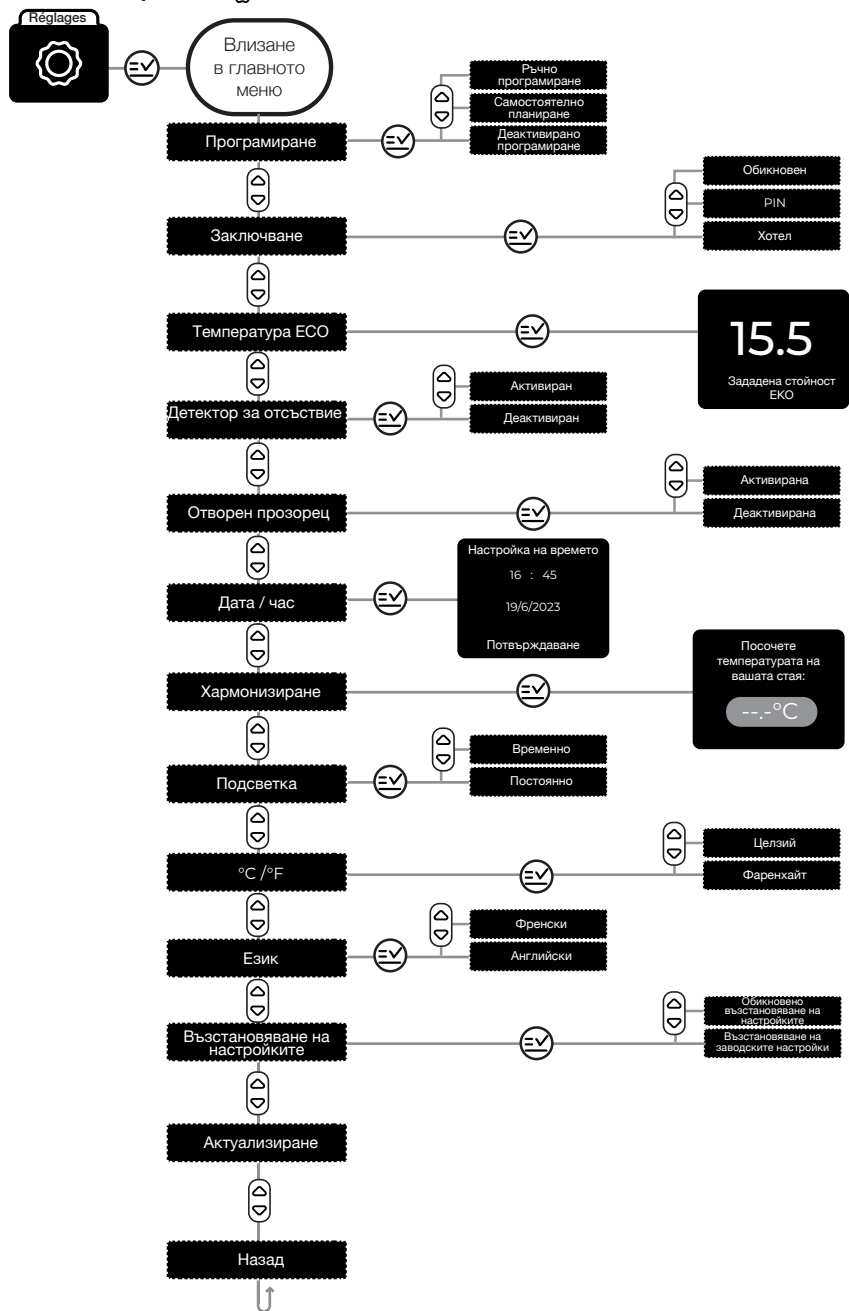 Réglages
Влизане
в главното
меню
Програмиране
Ръчно
програмиране
Самостоятелно
планиране
Деактивирано
програмиране
Заключване
Обикновен
PIN
Хотел
Температура ECO
15.5
Зададена стойност
ЕКО
Детектор за отсъствие
Активиран
Деактивиран
Отворен прозорец
Активирана
Деактивирана
Дата / час
Настройка на времето
16 : 45
19/6/2023
Потвърждаване
Хармонизиране
Посочете
температурата на
вашата стая:
--.-°C
Подсветка
Временно
Постоянно
°C /°F
Целзий
Фаренхайт
Език
Френски
Английски
Възстановяване на
настройките
Обикновено
възстановяване на
настройките
Възстановяване на
заводските настройки
Актуализиране
Назад